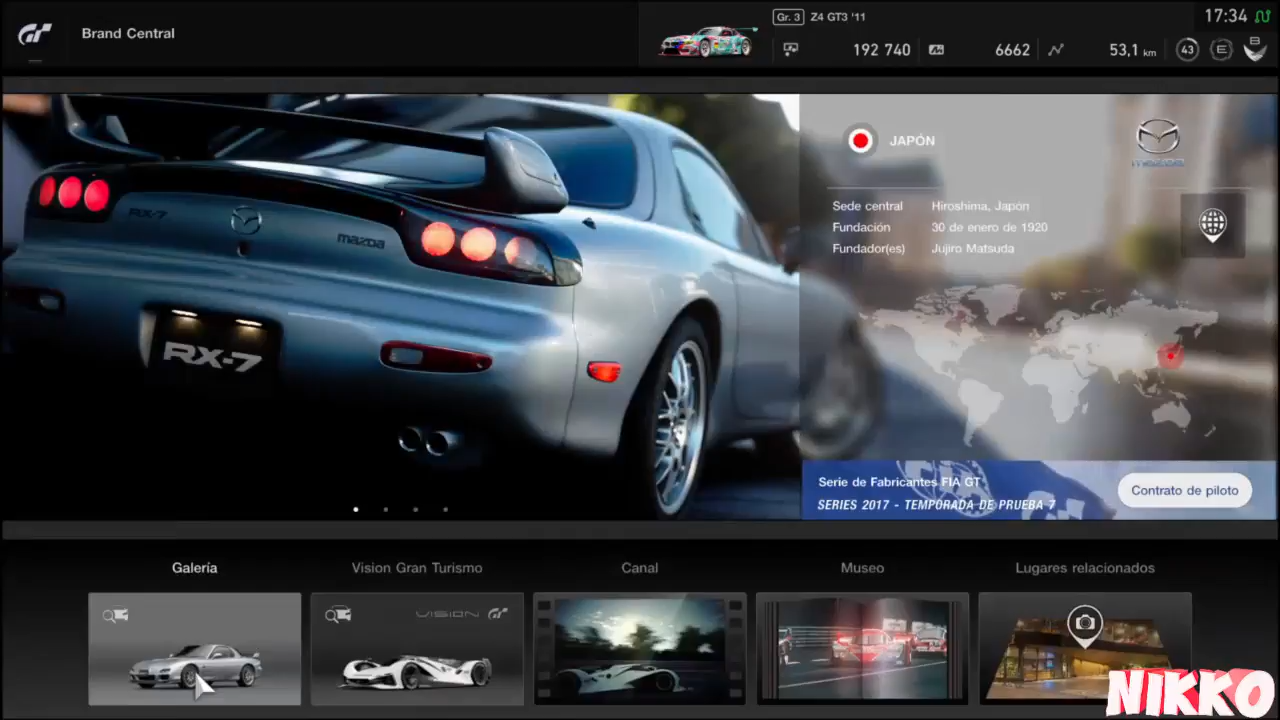 Brand Central
Gr. 3 Z4 GT3 '11
17:34
192 740
6662
53,1 km
43
E
RX-7
mazda
RX-7
JAPÓN
mazda
Sede central Hiroshima, Japón
Fundación 30 de enero de 1920
Fundador(es) Jujiro Matsuda
Serie de Fabricantes FIA GT
SERIES 2017 - TEMPORADA DE PRUEBA 7
Contrato de piloto
Galería
Vision Gran Turismo
Canal
Museo
Lugares relacionados
VISION
NIKKO